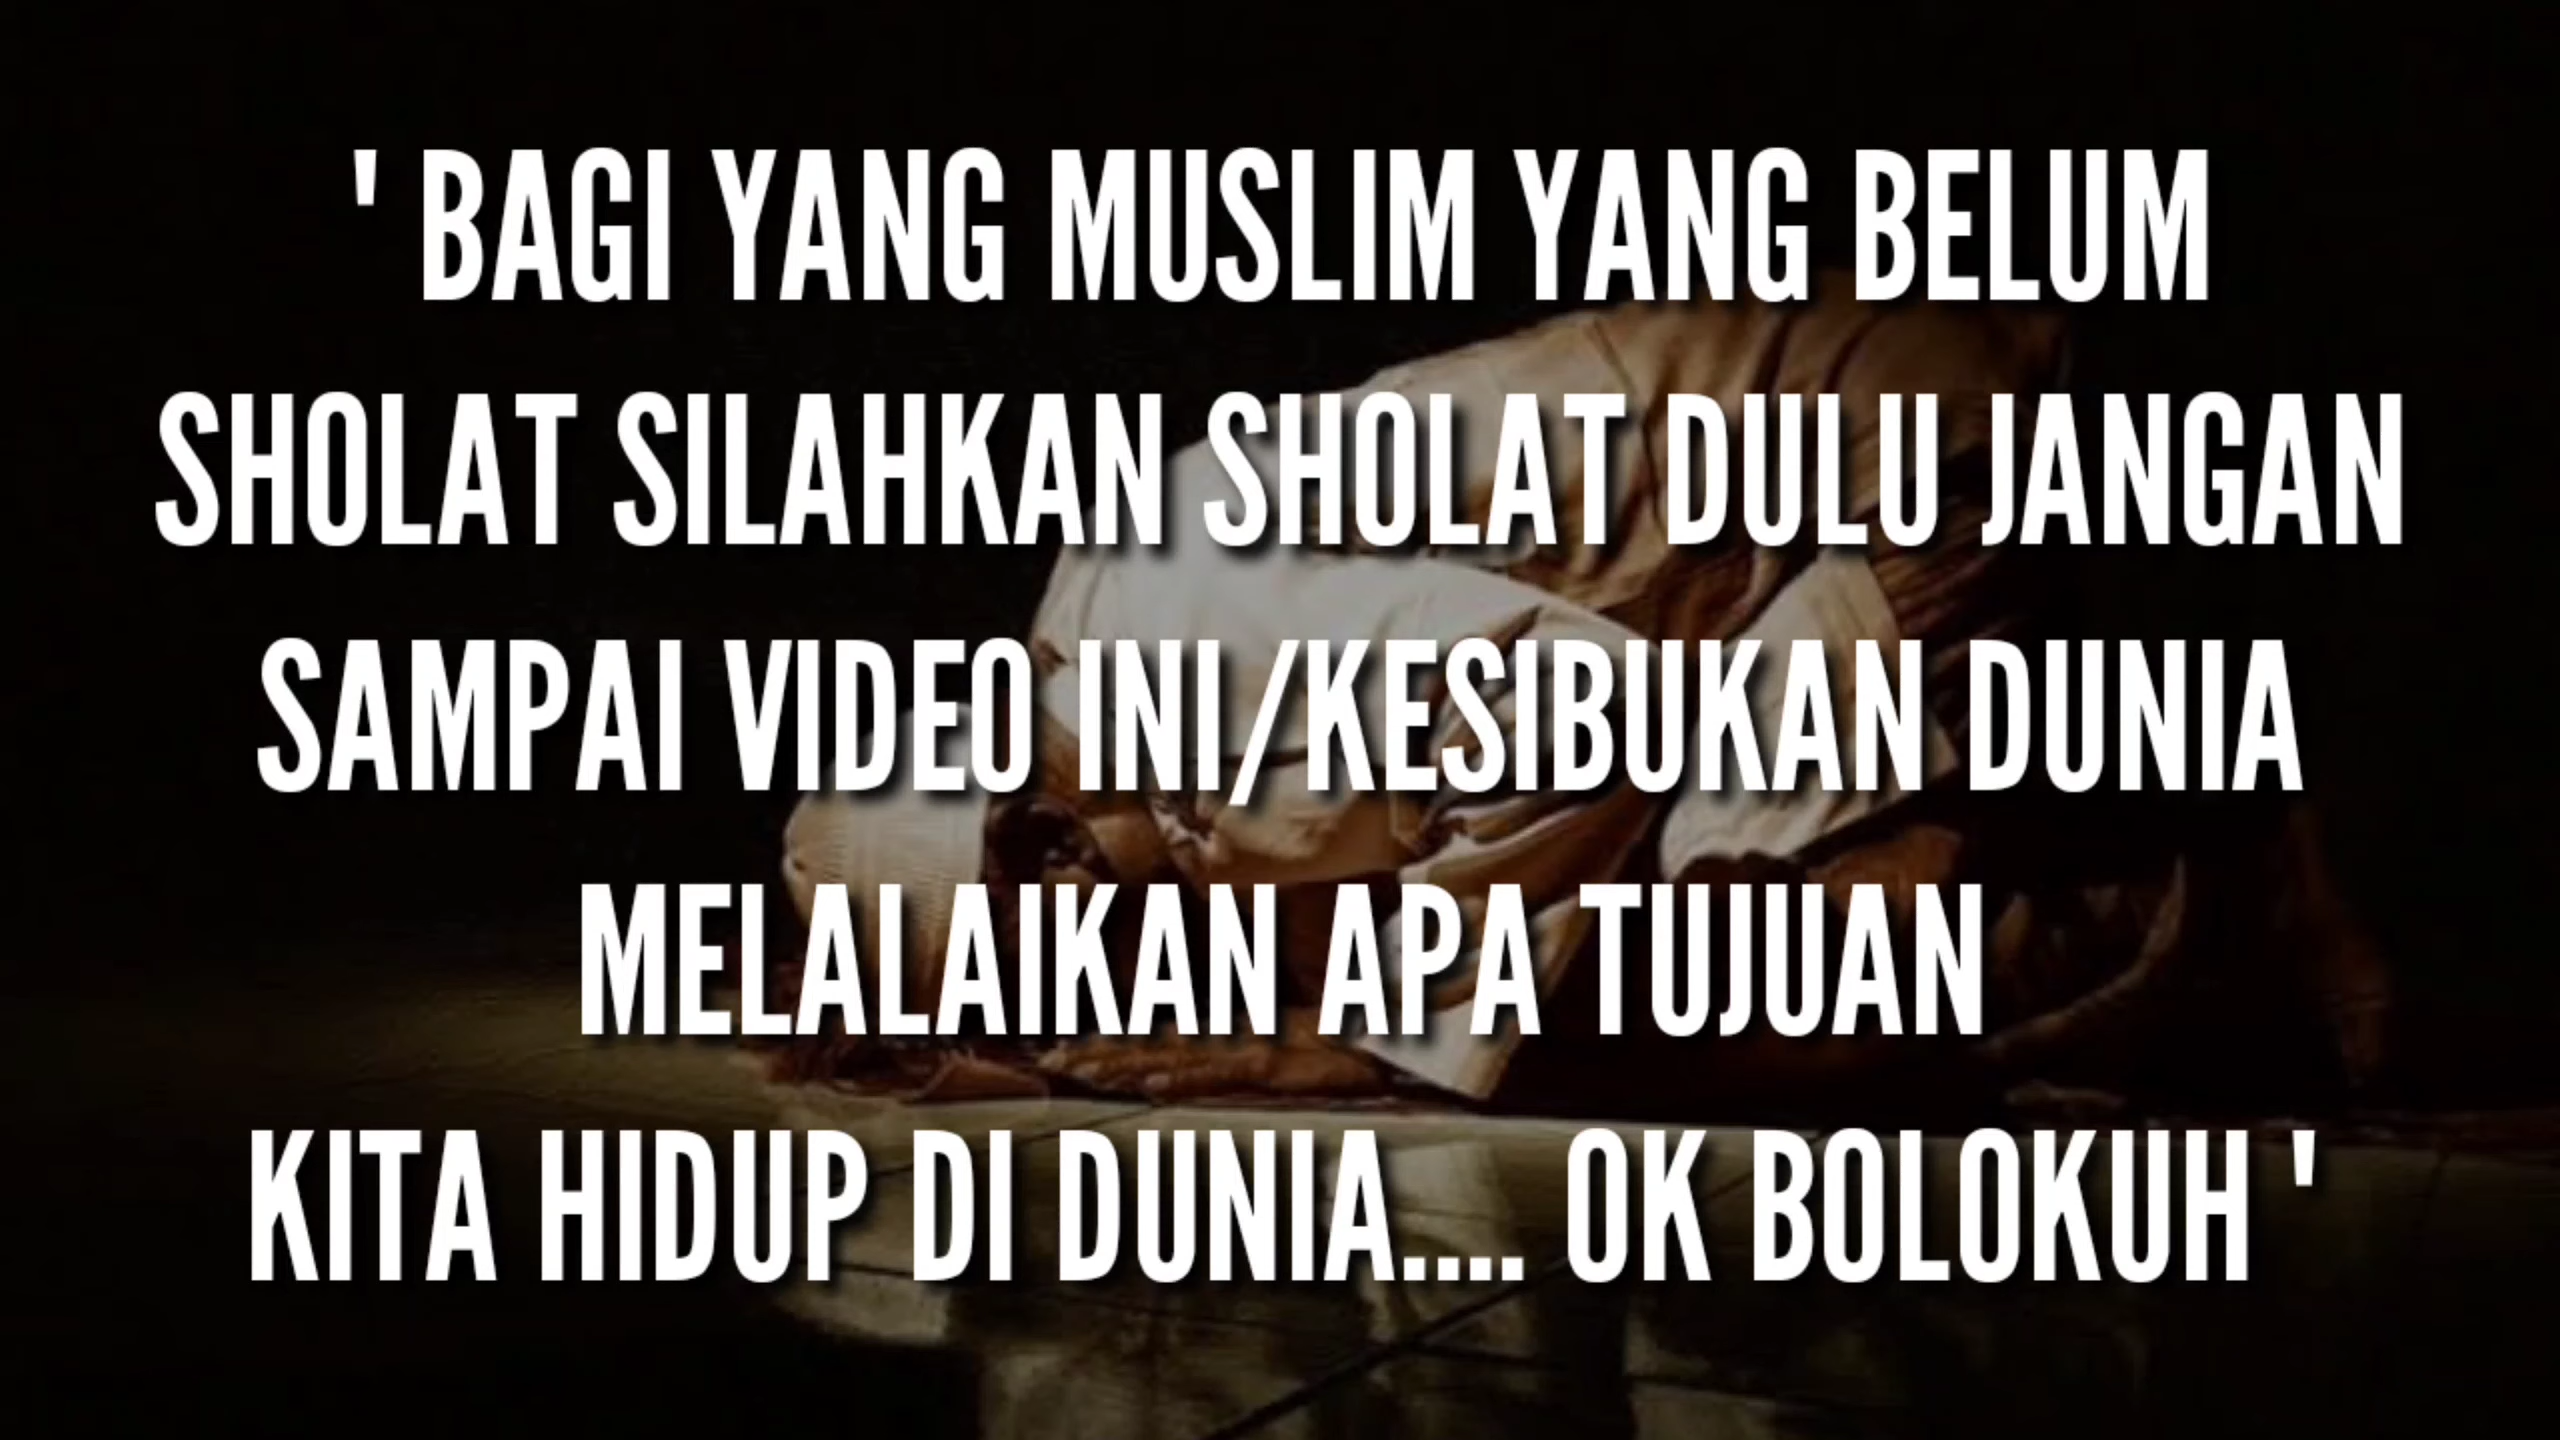 ' BAGI YANG MUSLIM YANG BELUM
SHOLAT SILAHKAN SHOLAT DULU JANGAN
SAMPAI VIDEO INI/KESIBUKAN DUNIA
MELALAIKAN APA TUJUAN
KITA HIDUP DI DUNIA.... OK BOLOKUH '